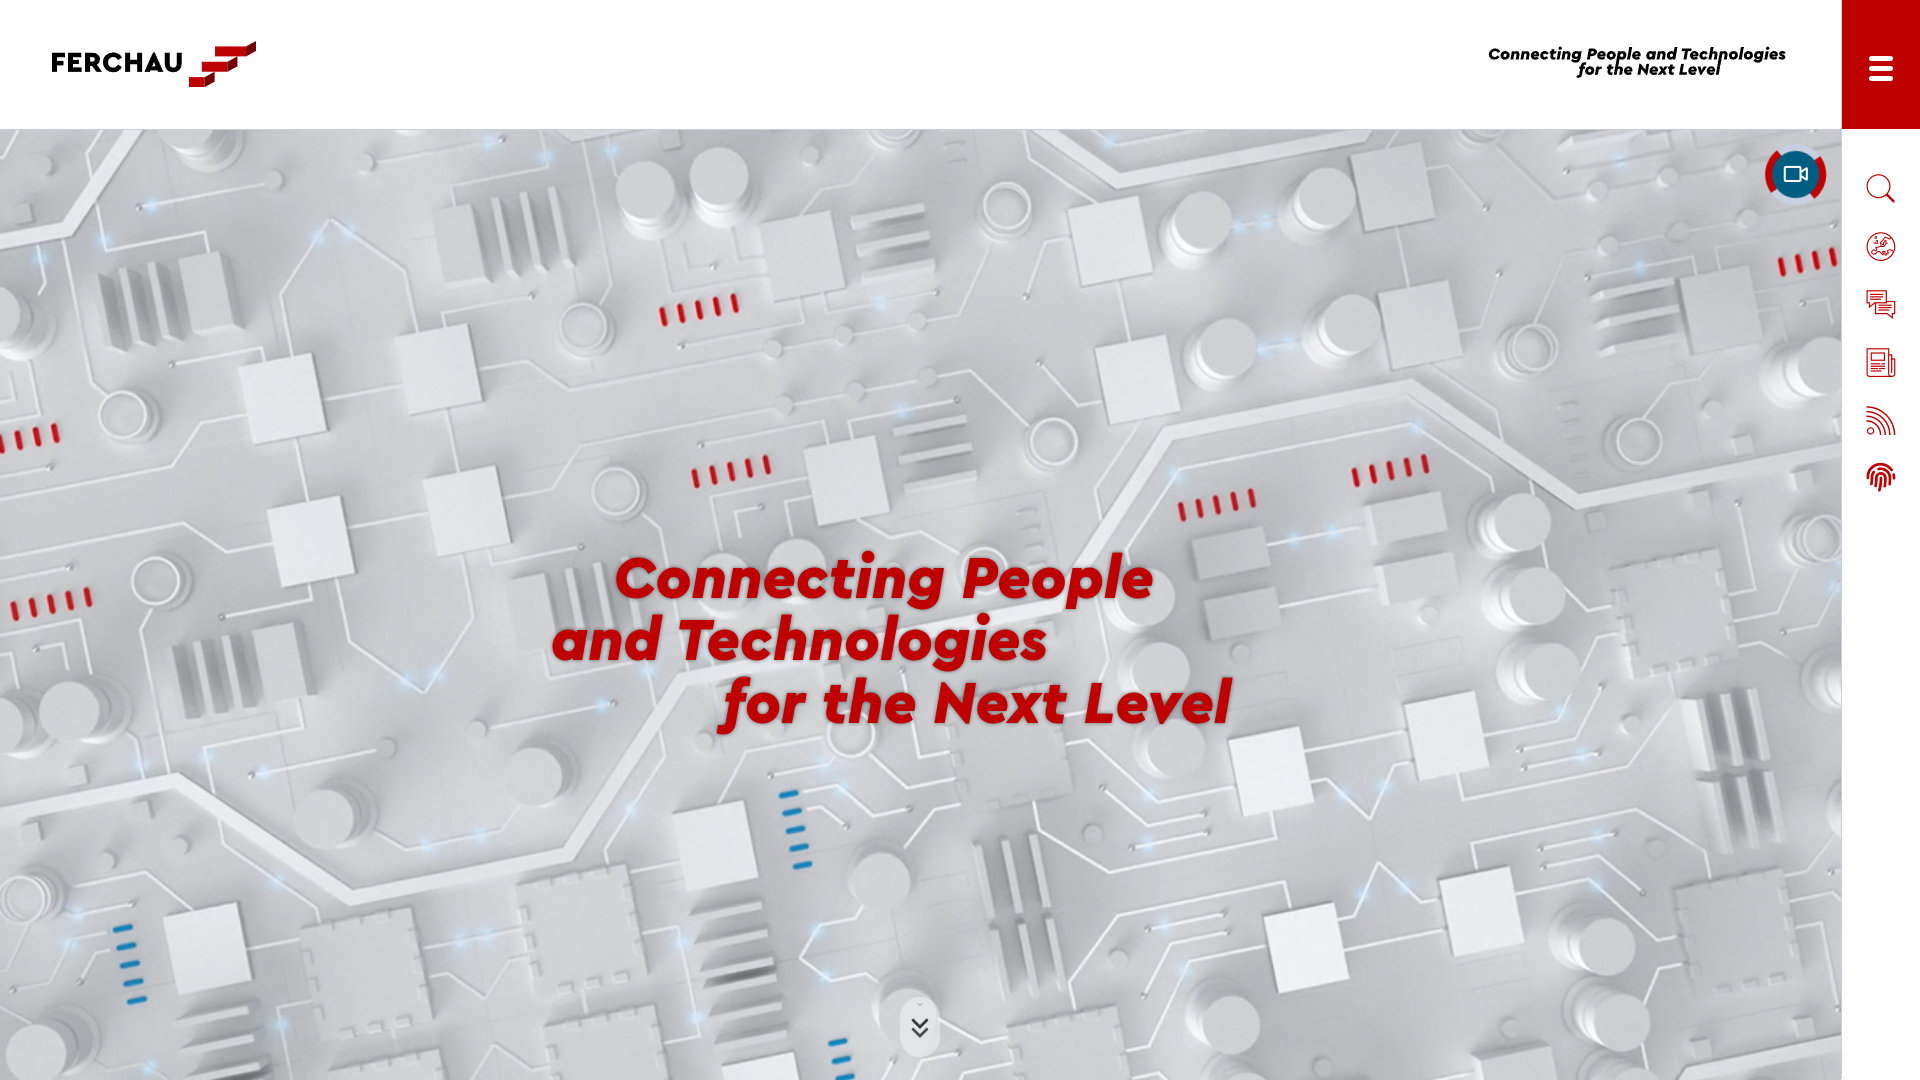 FERCHAU
Connecting People and Technologies
for the Next Level
Connecting People
and Technologies
for the Next Level